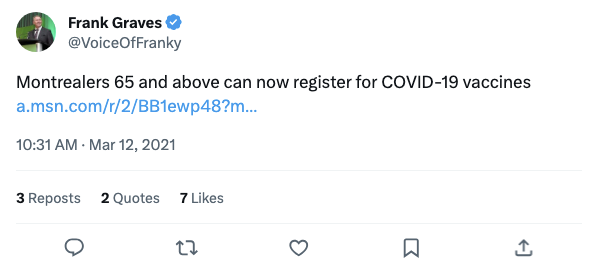 Frank Graves
@VoiceOfFranky
Montrealers 65 and above can now register for COVID-19 vaccines
a.msn.com/r/2/BB1ewp48?m...
10:31 AM · Mar 12, 2021
3 Reposts 2 Quotes 7 Likes